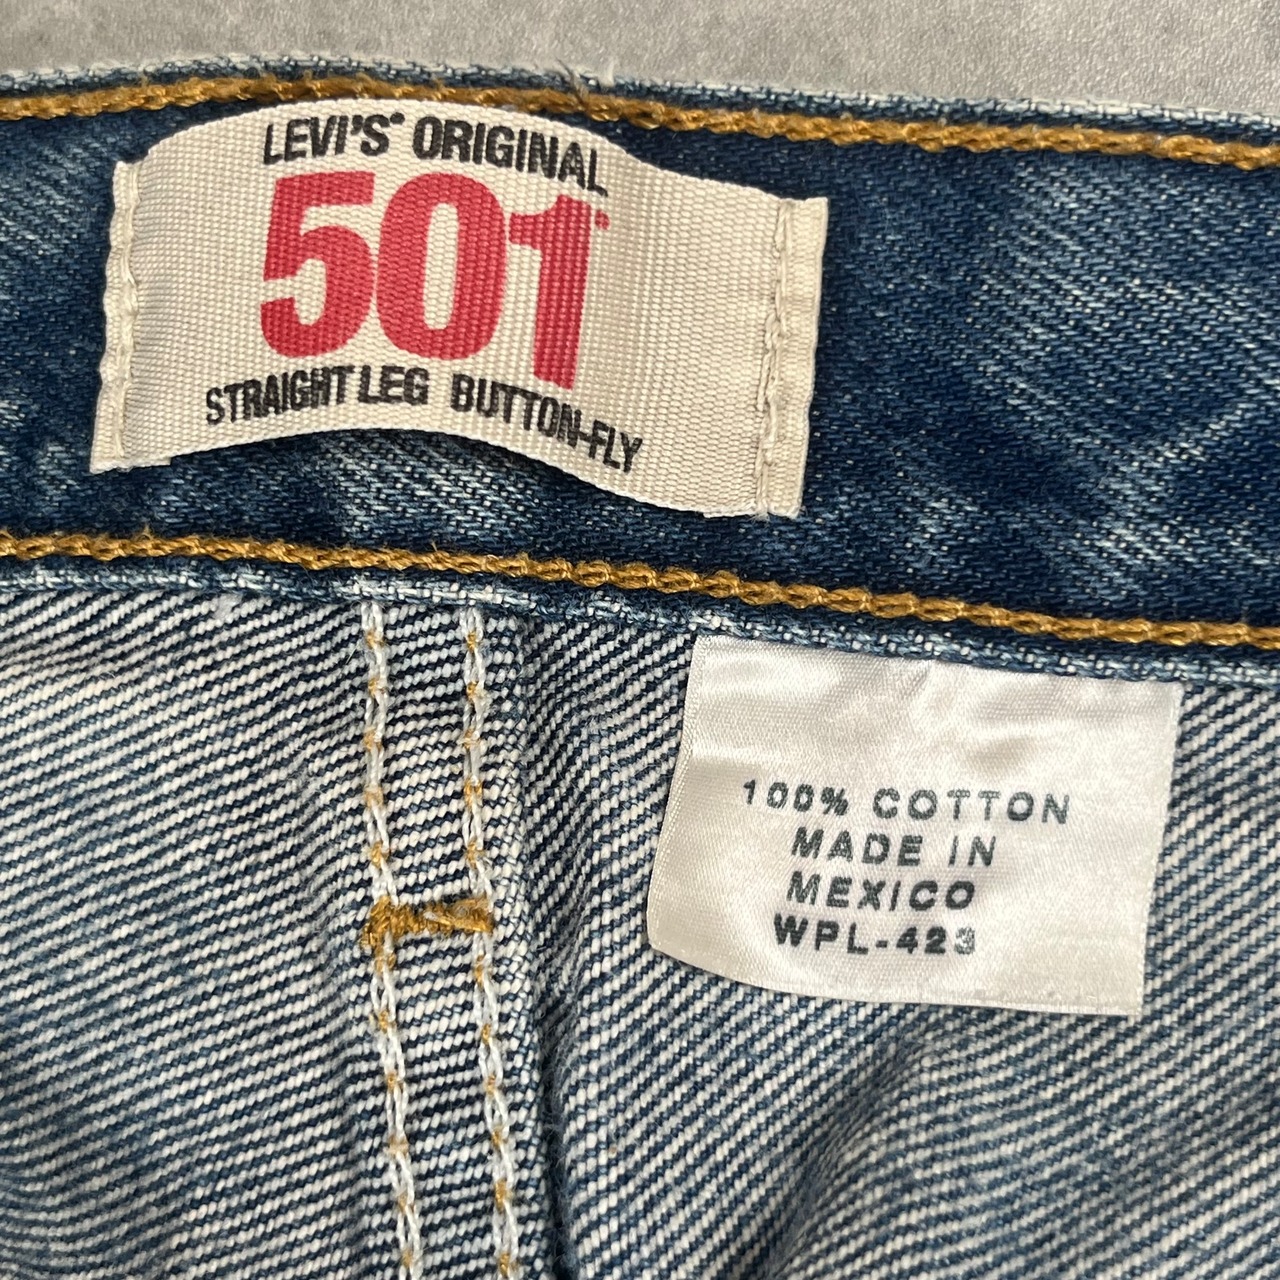 LEVI'S® ORIGINAL
501®
STRAIGHT LEG BUTTON-FLY
100% COTTON
MADE IN
MEXICO
WPL-423